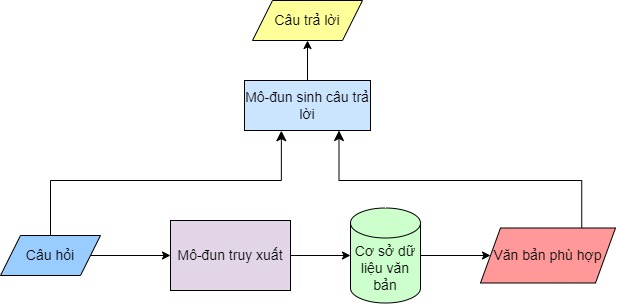 Câu trả lời
Mô-đun sinh câu trả
lời
Câu hỏi
Mô-đun truy xuất
Cơ sở dữ
liệu văn
bản
Văn bản phù hợp